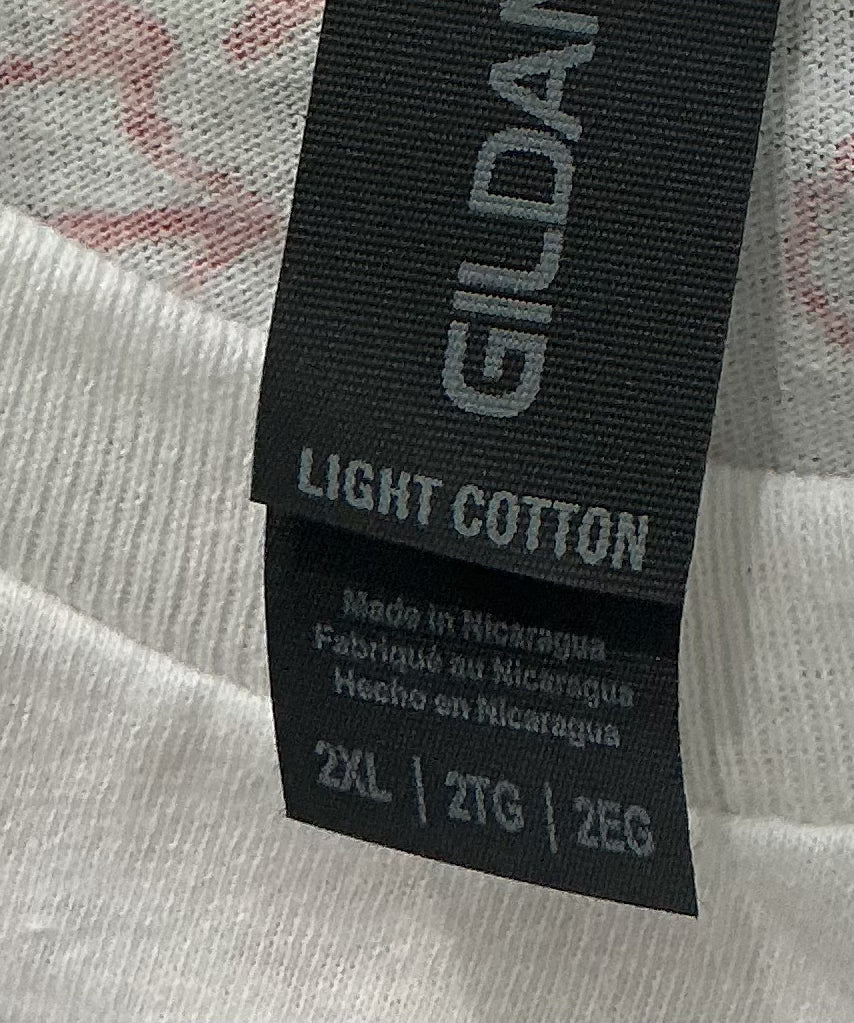 GILDAN
LIGHT COTTON
Made in Nicaragua
Fabriqué au Nicaragua
Hecho en Nicaragua
2XL | 2TG | 2EG